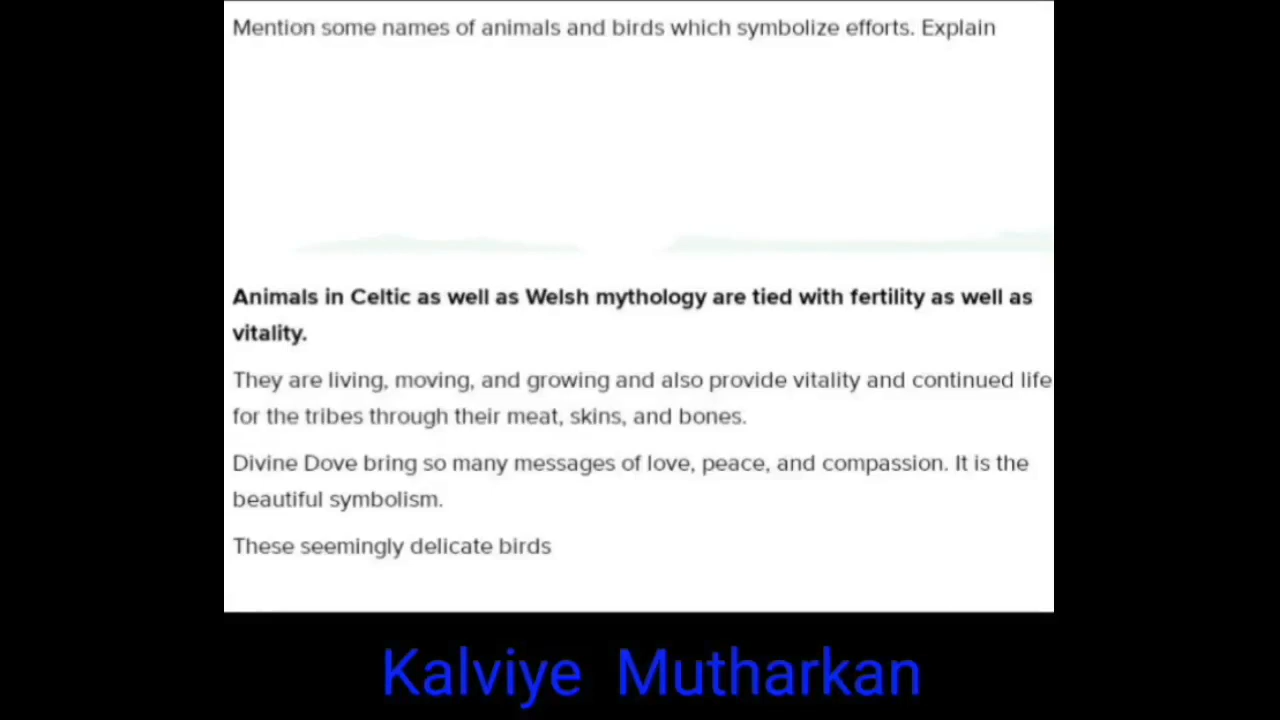 Mention some names of animals and birds which symbolize efforts. Explain
Animals in Celtic as well as Welsh mythology are tied with fertility as well as
vitality.
They are living, moving, and growing and also provide vitality and continued life
for the tribes through their meat, skins, and bones.
Divine Dove bring so many messages of love, peace, and compassion. It is the
beautiful symbolism.
These seemingly delicate birds
Kalviye Mutharkan